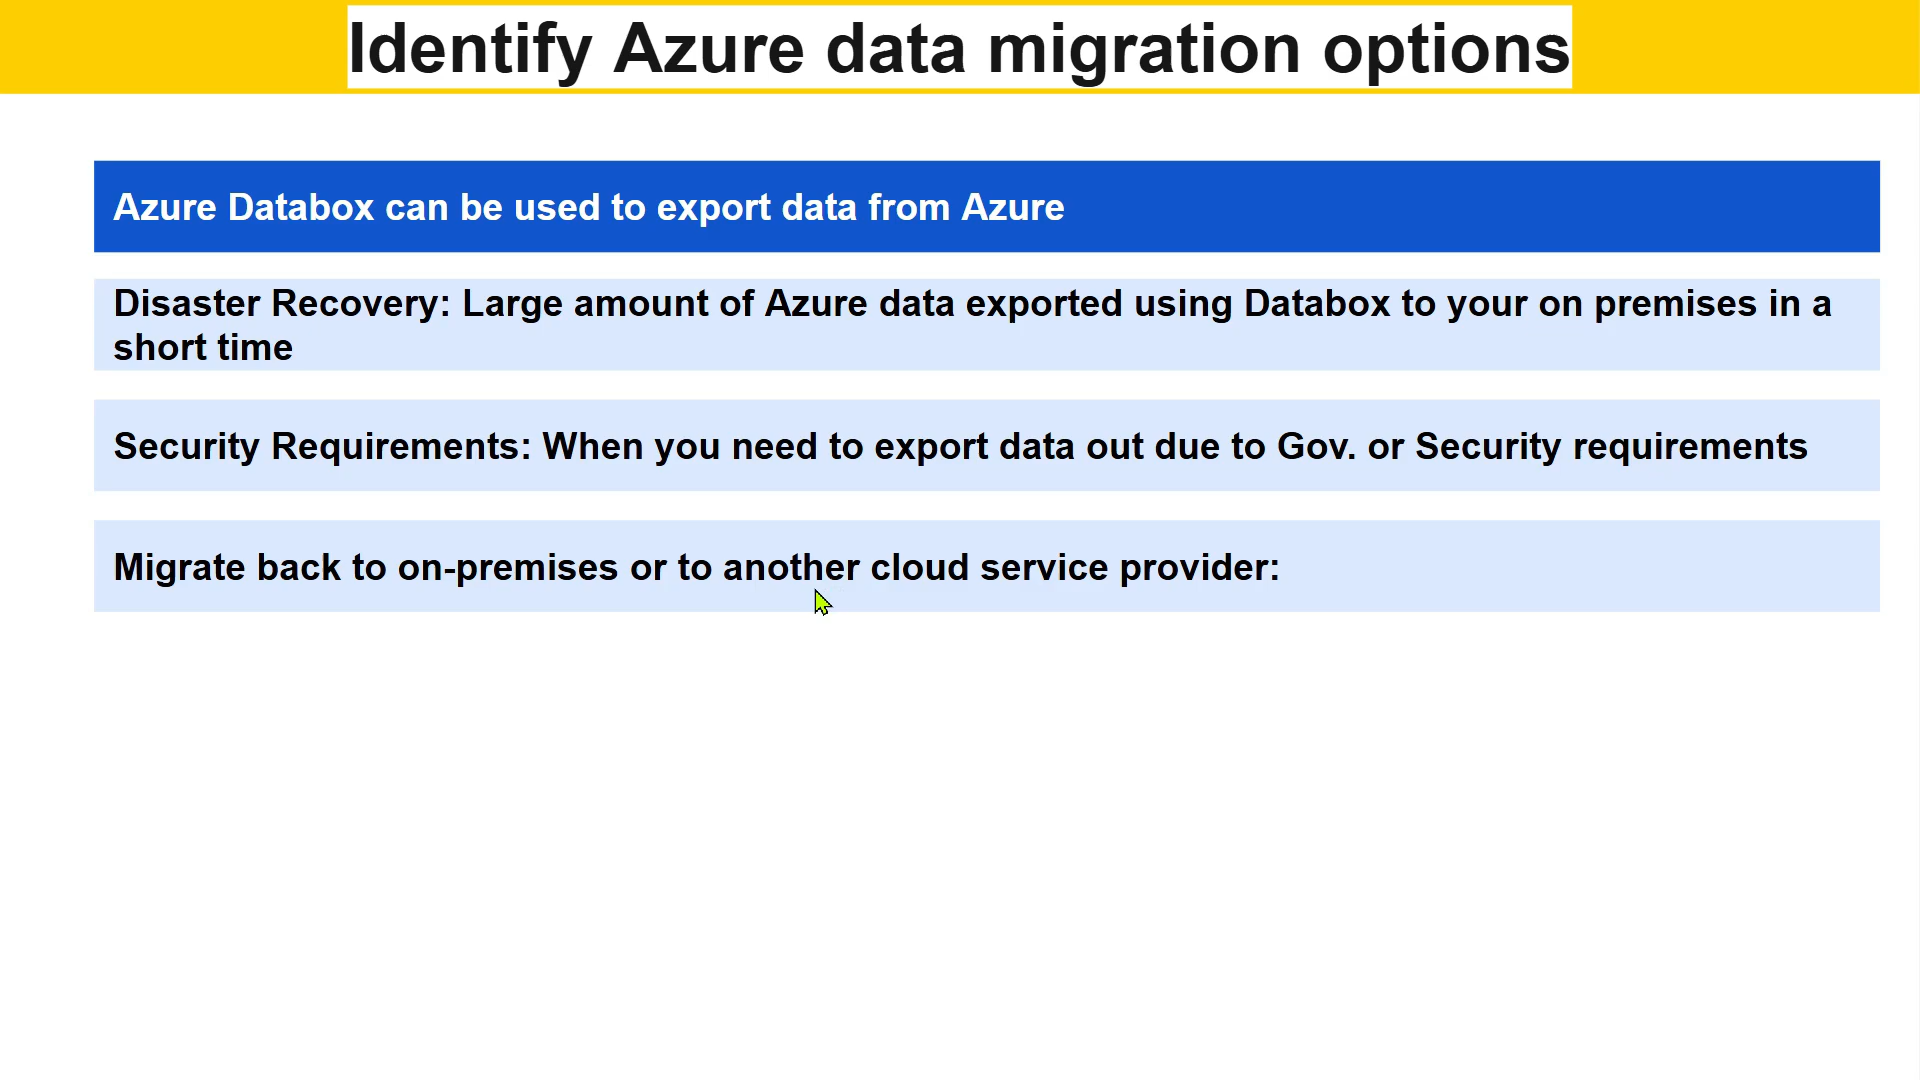 Identify Azure data migration options
Azure Databox can be used to export data from Azure
Disaster Recovery: Large amount of Azure data exported using Databox to your on premises in a
short time
Security Requirements: When you need to export data out due to Gov. or Security requirements
Migrate back to on-premises or to another cloud service provider: